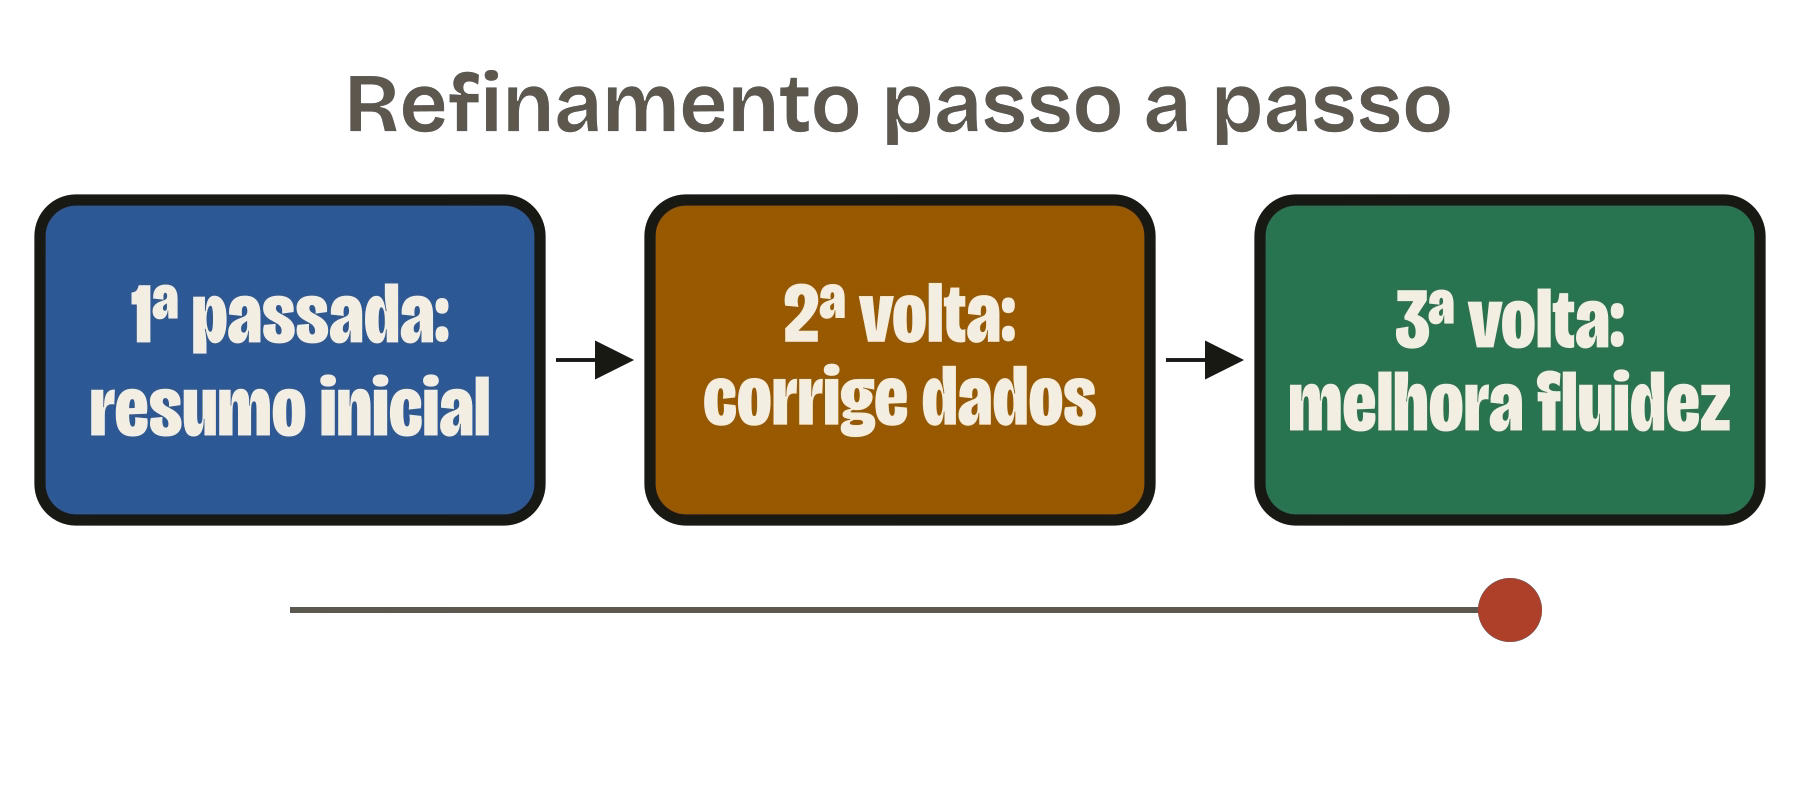 Refinamento passo a passo
1ª passada:
resumo inicial
2ª volta:
corrige dados
3ª volta:
melhora fluidez